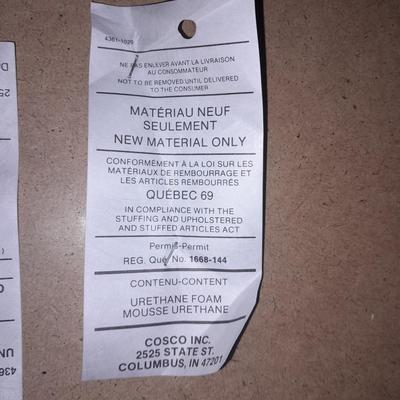 4361-1029
NE PAS ENLEVER AVANT LA LIVRAISON
AU CONSOMMATEUR
NOT TO BE REMOVED UNTIL DELIVERED
TO THE CONSUMER
MATÉRIAU NEUF
SEULEMENT
NEW MATERIAL ONLY
CONFORMÉMENT À LA LOI SUR LES
MATÉRIAUX DE REMBOURRAGE ET
LES ARTICLES REMBOURRÉS
QUÉBEC 69
IN COMPLIANCE WITH THE
STUFFING AND UPHOLSTERED
AND STUFFED ARTICLES ACT
Permis-Permit
REG. Qué No. 1668-144
CONTENU-CONTENT
URETHANE FOAM
MOUSSE URETHANE
COSCO INC.
2525 STATE ST.
COLUMBUS, IN 47201